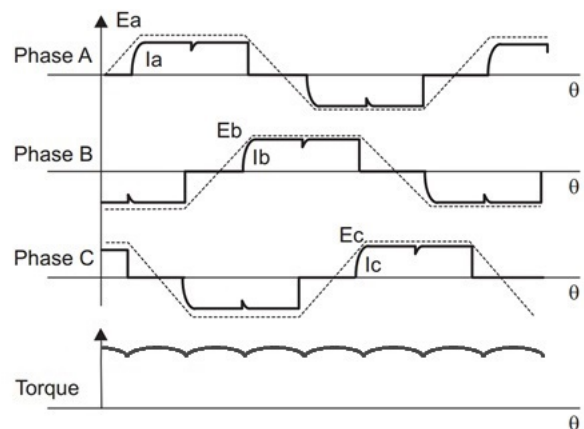 Ea
Phase A
Ia
θ
Eb
Phase B
Ib
θ
Ec
Phase C
Ic
θ
Torque
θ